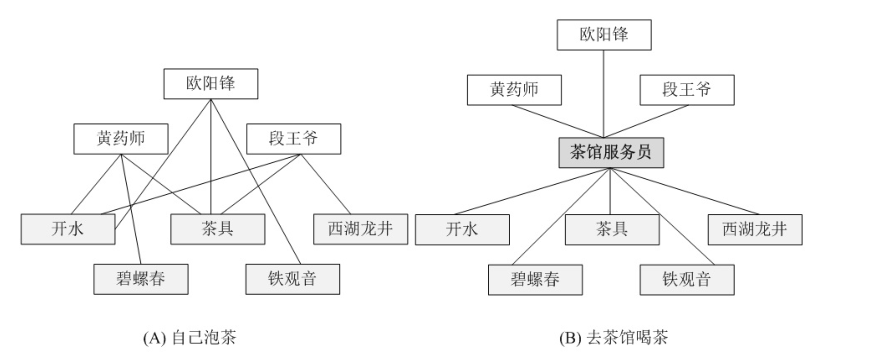 欧阳锋
黄药师
段王爷
开水
茶具
西湖龙井
碧螺春
铁观音
(A) 自己泡茶
欧阳锋
黄药师
段王爷
茶馆服务员
开水
茶具
西湖龙井
碧螺春
铁观音
(B) 去茶馆喝茶